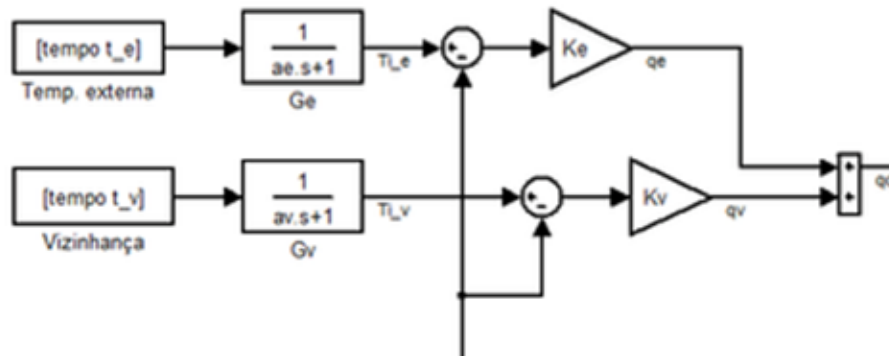 [tempo t_e]
Temp. externa
1
ae.s+1
Ge
Ti_e
Ke
qe
[tempo t_v]
Vizinhança
1
av.s+1
Gv
Ti_v
Kv
qv